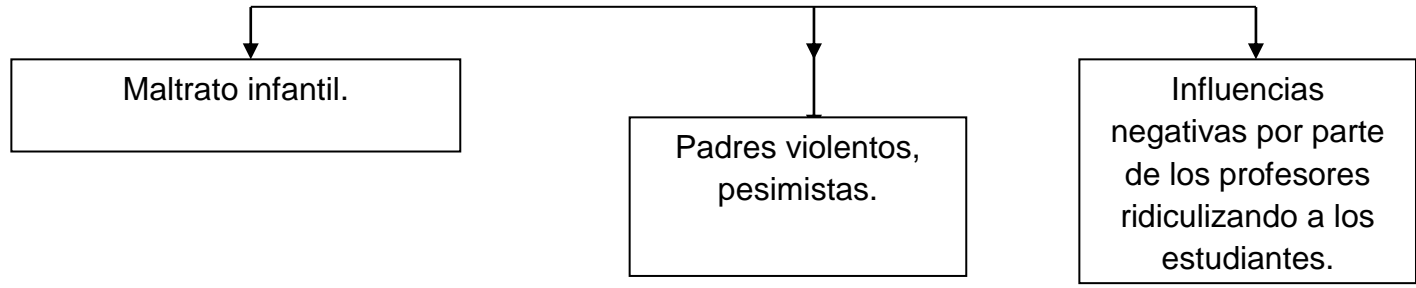 Maltrato infantil.
Padres violentos,
pesimistas.
Influencias
negativas por parte
de los profesores
ridiculizando a los
estudiantes.